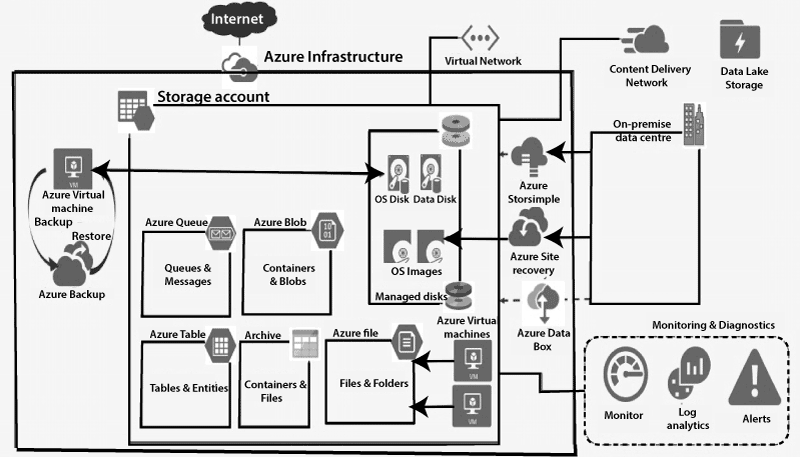 Internet
Azure Infrastructure
Virtual Network
Content Delivery
Network
Data Lake
Storage
Storage account
On-premise
data centre
VM
Azure Virtual
machine
Backup
Restore
Azure Backup
OS Disk
Data Disk
Azure
Storsimple
Azure Queue
Queues &
Messages
Azure Blob
10
01
Containers
& Blobs
OS Images
Managed disks
Azure Site
recovery
Azure Virtual
machines
Azure Data
Box
Azure Table
Tables & Entities
Archive
Containers &
Files
Azure file
Files & Folders
VM
VM
Monitoring & Diagnostics
Monitor
Log
analytics
Alerts